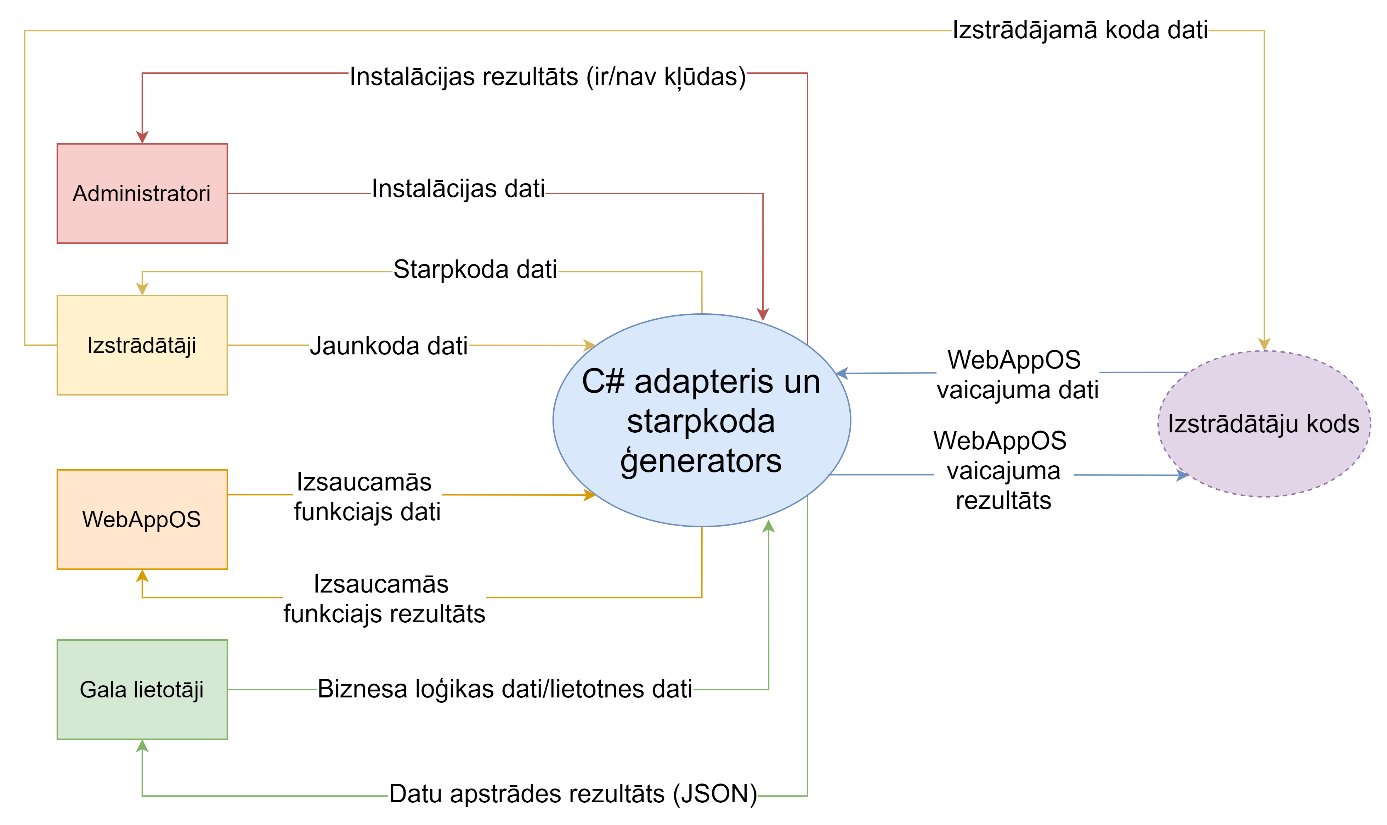 Izstrādājamā koda dati
Instalācijas rezultāts (ir/nav kļūdas)
Administratori
Instalācijas dati
Starpkoda dati
Izstrādātāji
Jaunkoda dati
C# adapteris un
starpkoda
ģenerators
WebAppOS
vaicajuma dati
Izstrādātāju kods
WebAppOS
vaicajuma
rezultāts
WebAppOS
Izsaucamās
funkciajs dati
Izsaucamās
funkciajs rezultāts
Gala lietotāji
Biznesa loģikas dati/lietotnes dati
Datu apstrādes rezultāts (JSON)